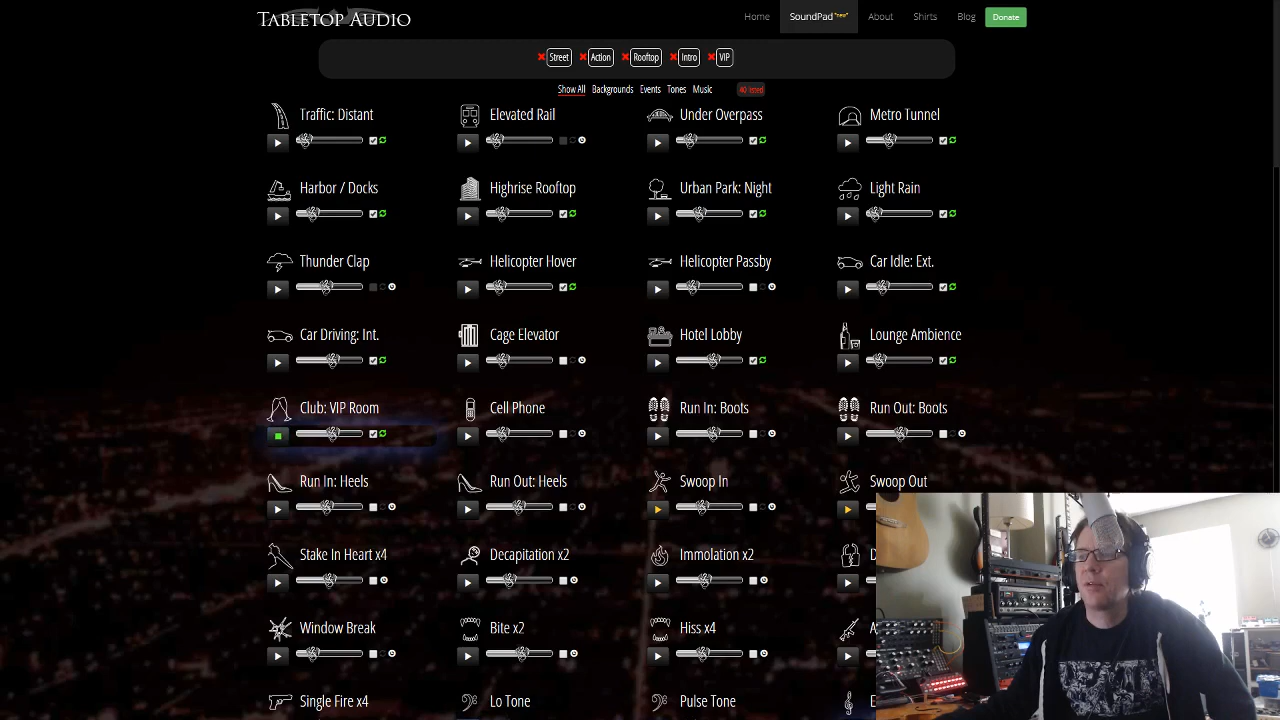 TABLETOP AUDIO
Home
SoundPad "new"
About
Shirts
Blog
Donate
Street
Action
Rooftop
Intro
VIP
Show All
Backgrounds
Events
Tones
Music
40 listed
Traffic: Distant
Elevated Rail
Under Overpass
Metro Tunnel
Harbor / Docks
Highrise Rooftop
Urban Park: Night
Light Rain
Thunder Clap
Helicopter Hover
Helicopter Passby
Car Idle: Ext.
Car Driving: Int.
Cage Elevator
Hotel Lobby
Lounge Ambience
Club: VIP Room
Cell Phone
Run In: Boots
Run Out: Boots
Run In: Heels
Run Out: Heels
Swoop In
Swoop Out
Stake In Heart x4
Decapitation x2
Immolation x2
Window Break
Bite x2
Hiss x4
Single Fire x4
Lo Tone
Pulse Tone